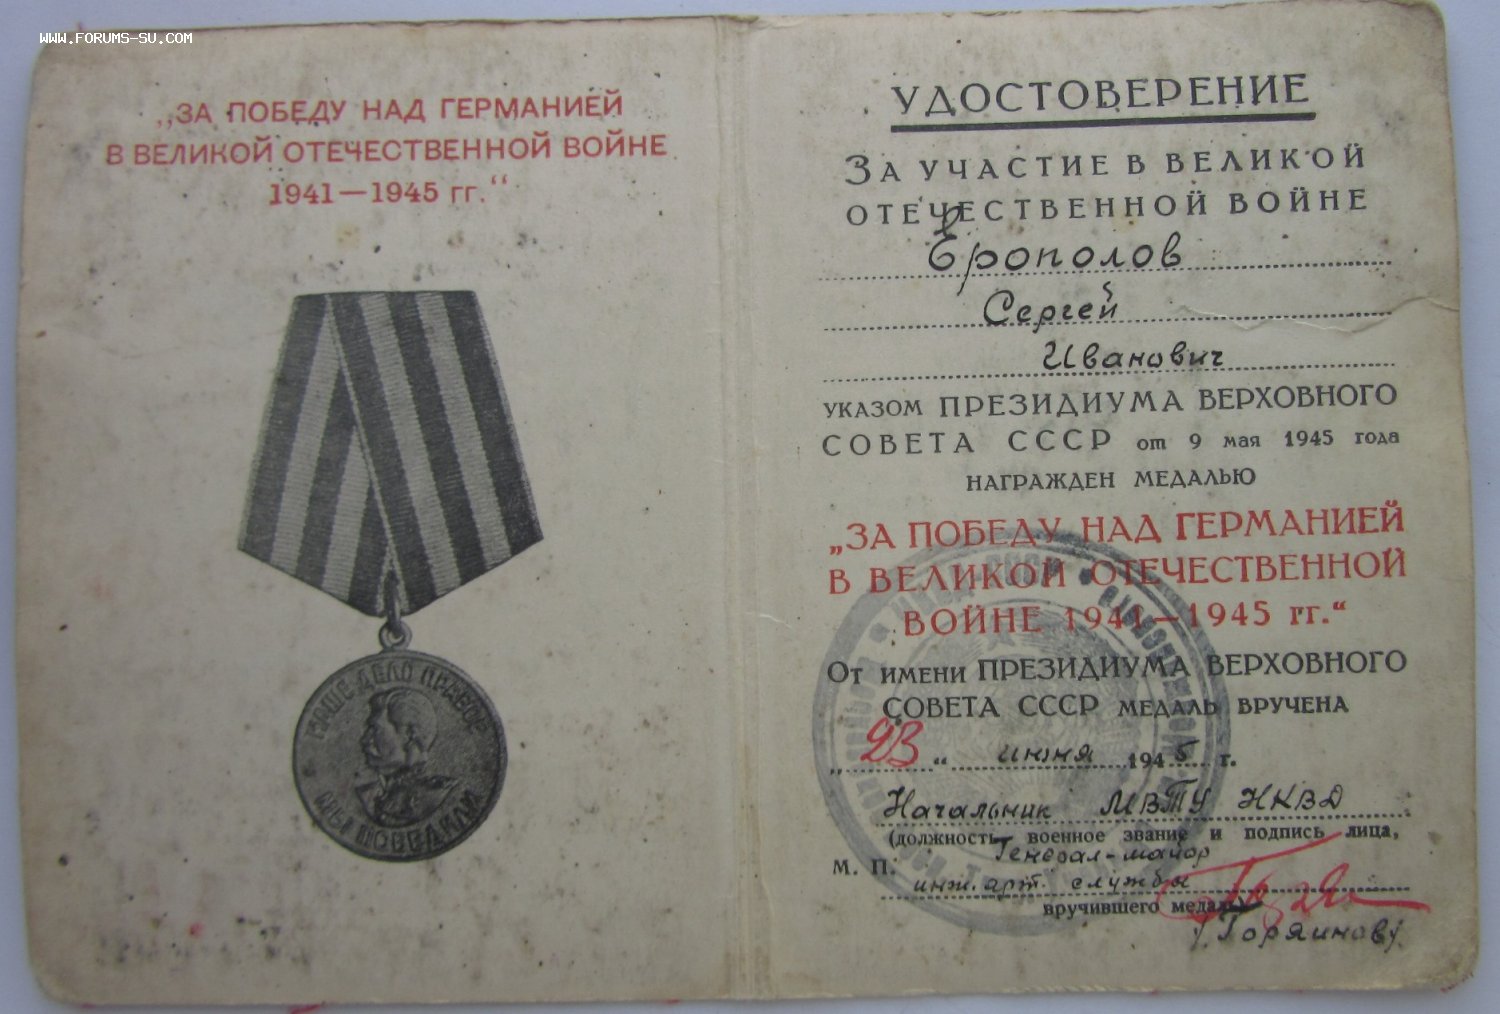 WWW.FORUMS-SU.COM
„ЗА ПОБЕДУ НАД ГЕРМАНИЕЙ
В ВЕЛИКОЙ ОТЕЧЕСТВЕННОЙ ВОЙНЕ
1941—1945 гг.“
НАШЕ ДЕЛО ПРАВОЕ
МЫ ПОБЕДИЛИ
УДОСТОВЕРЕНИЕ
ЗА УЧАСТИЕ В ВЕЛИКОЙ
ОТЕЧЕСТВЕННОЙ ВОЙНЕ
Ерополов
Сергей
Иванович
УКАЗОМ ПРЕЗИДИУМА ВЕРХОВНОГО
СОВЕТА СССР от 9 мая 1945 года
НАГРАЖДЕН МЕДАЛЬЮ
„ЗА ПОБЕДУ НАД ГЕРМАНИЕЙ
В ВЕЛИКОЙ ОТЕЧЕСТВЕННОЙ
ВОЙНЕ 1941—1945 гг.“
ОТ ИМЕНИ ПРЕЗИДИУМА ВЕРХОВНОГО
СОВЕТА СССР МЕДАЛЬ ВРУЧЕНА
„23“ июня 1945 г.
Начальник МВТУ НКВД
(должность, военное звание и подпись лица,
Генерал-майор
М. П.
инж. арт. службы
вручившего медаль)
/Горяинов/